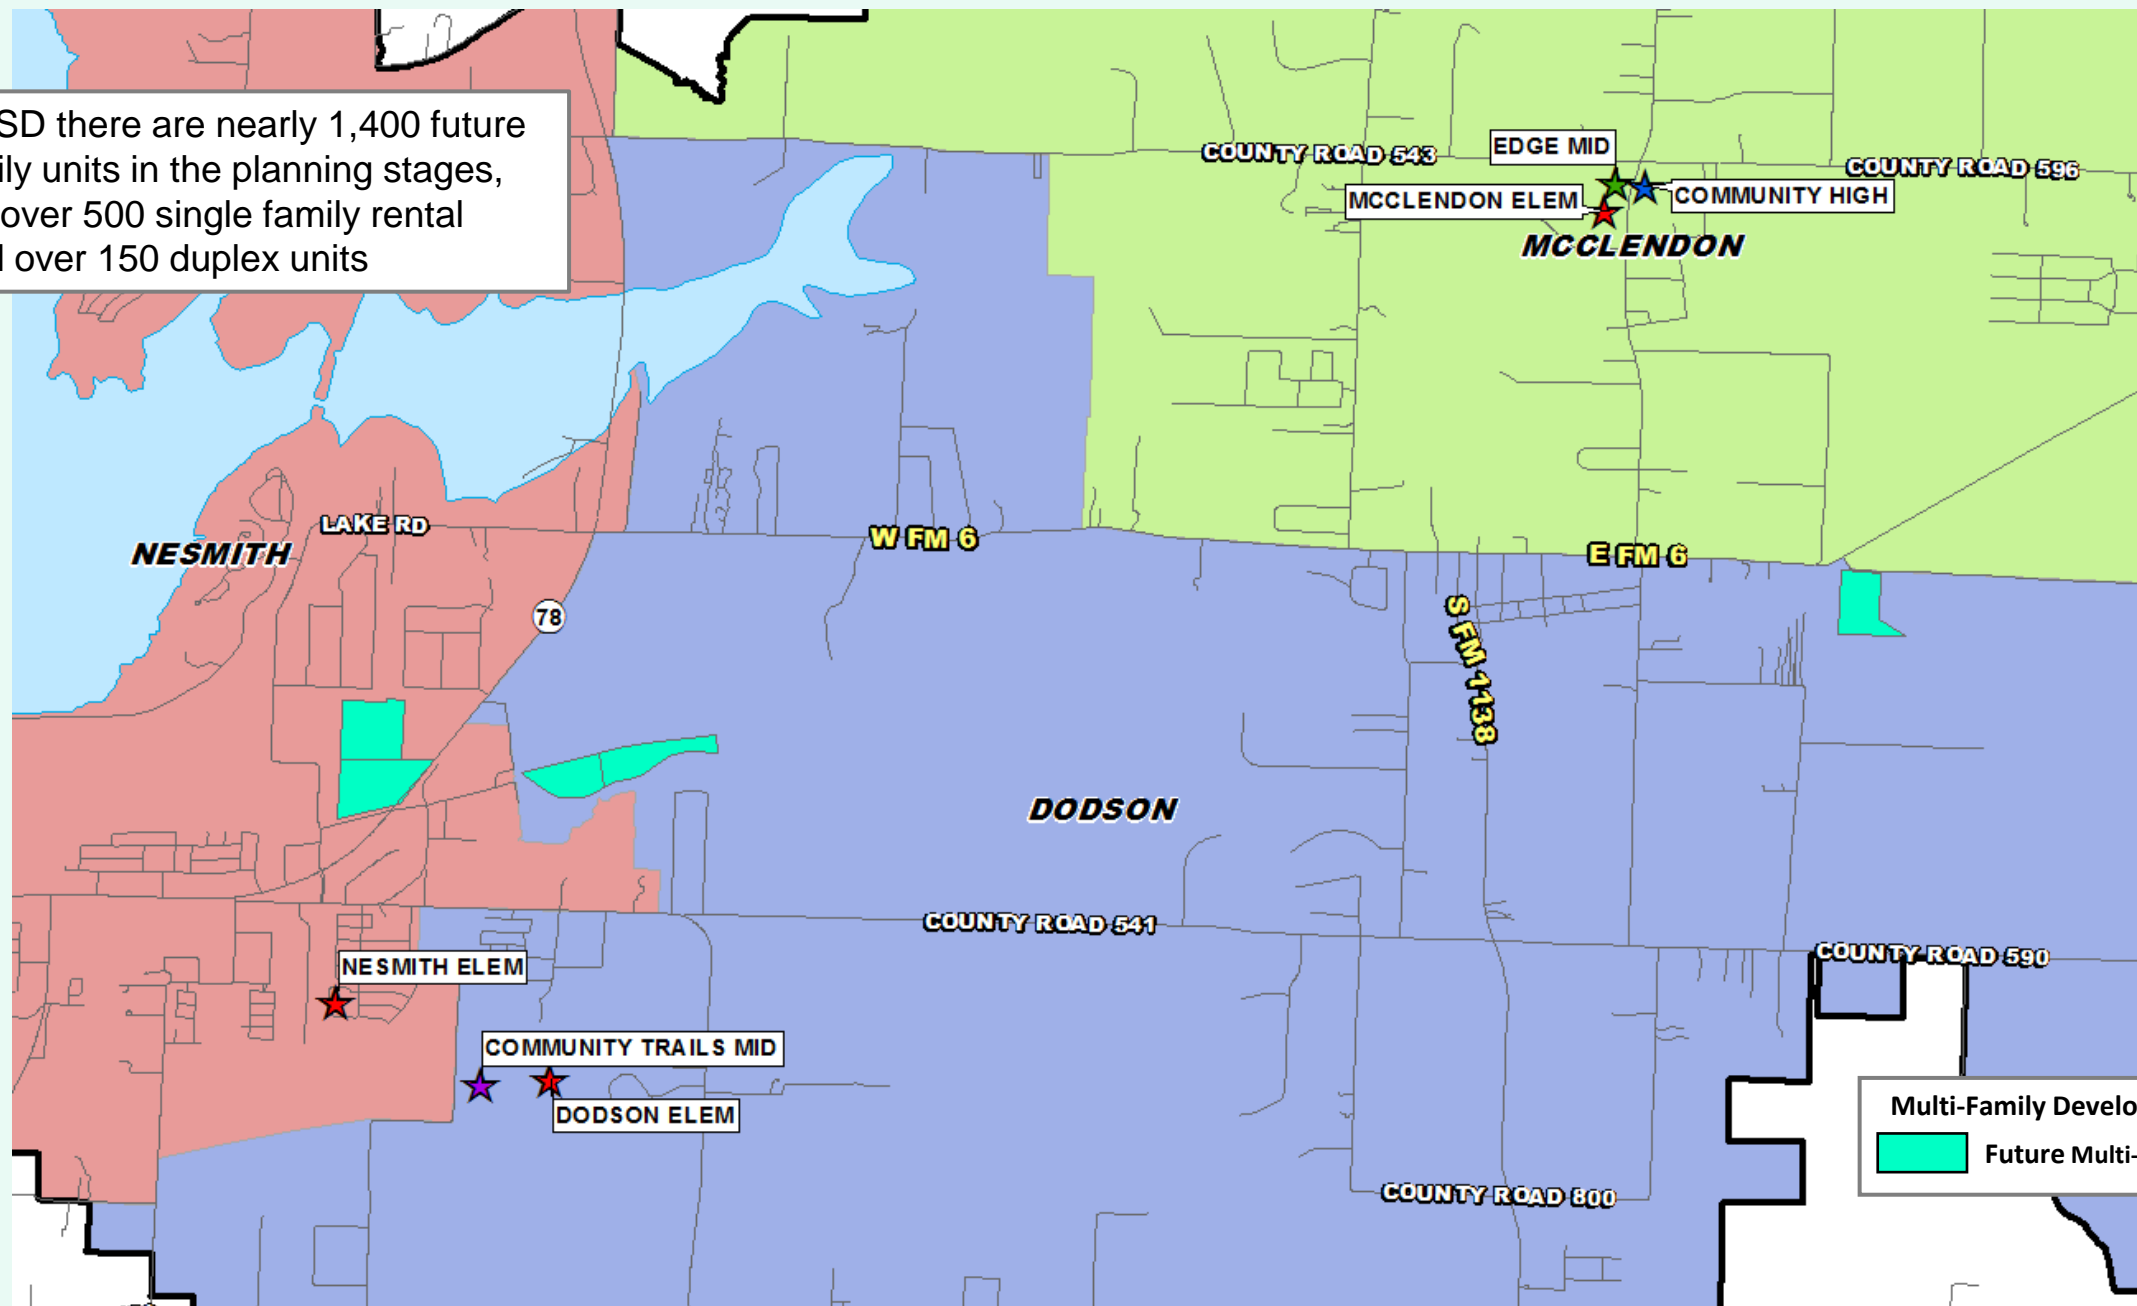 SD there are nearly 1,400 future
ily units in the planning stages,
over 500 single family rental
over 150 duplex units
EDGE MID
COUNTY ROAD 543
COUNTY ROAD 596
MCCLENDON ELEM
COMMUNITY HIGH
MCCLENDON
LAKE RD
NESMITH
W FM 6
E FM 6
78
S FM 1138
DODSON
COUNTY ROAD 541
COUNTY ROAD 590
NESMITH ELEM
COMMUNITY TRAILS MID
DODSON ELEM
COUNTY ROAD 800
Multi-Family Develo
Future Multi-